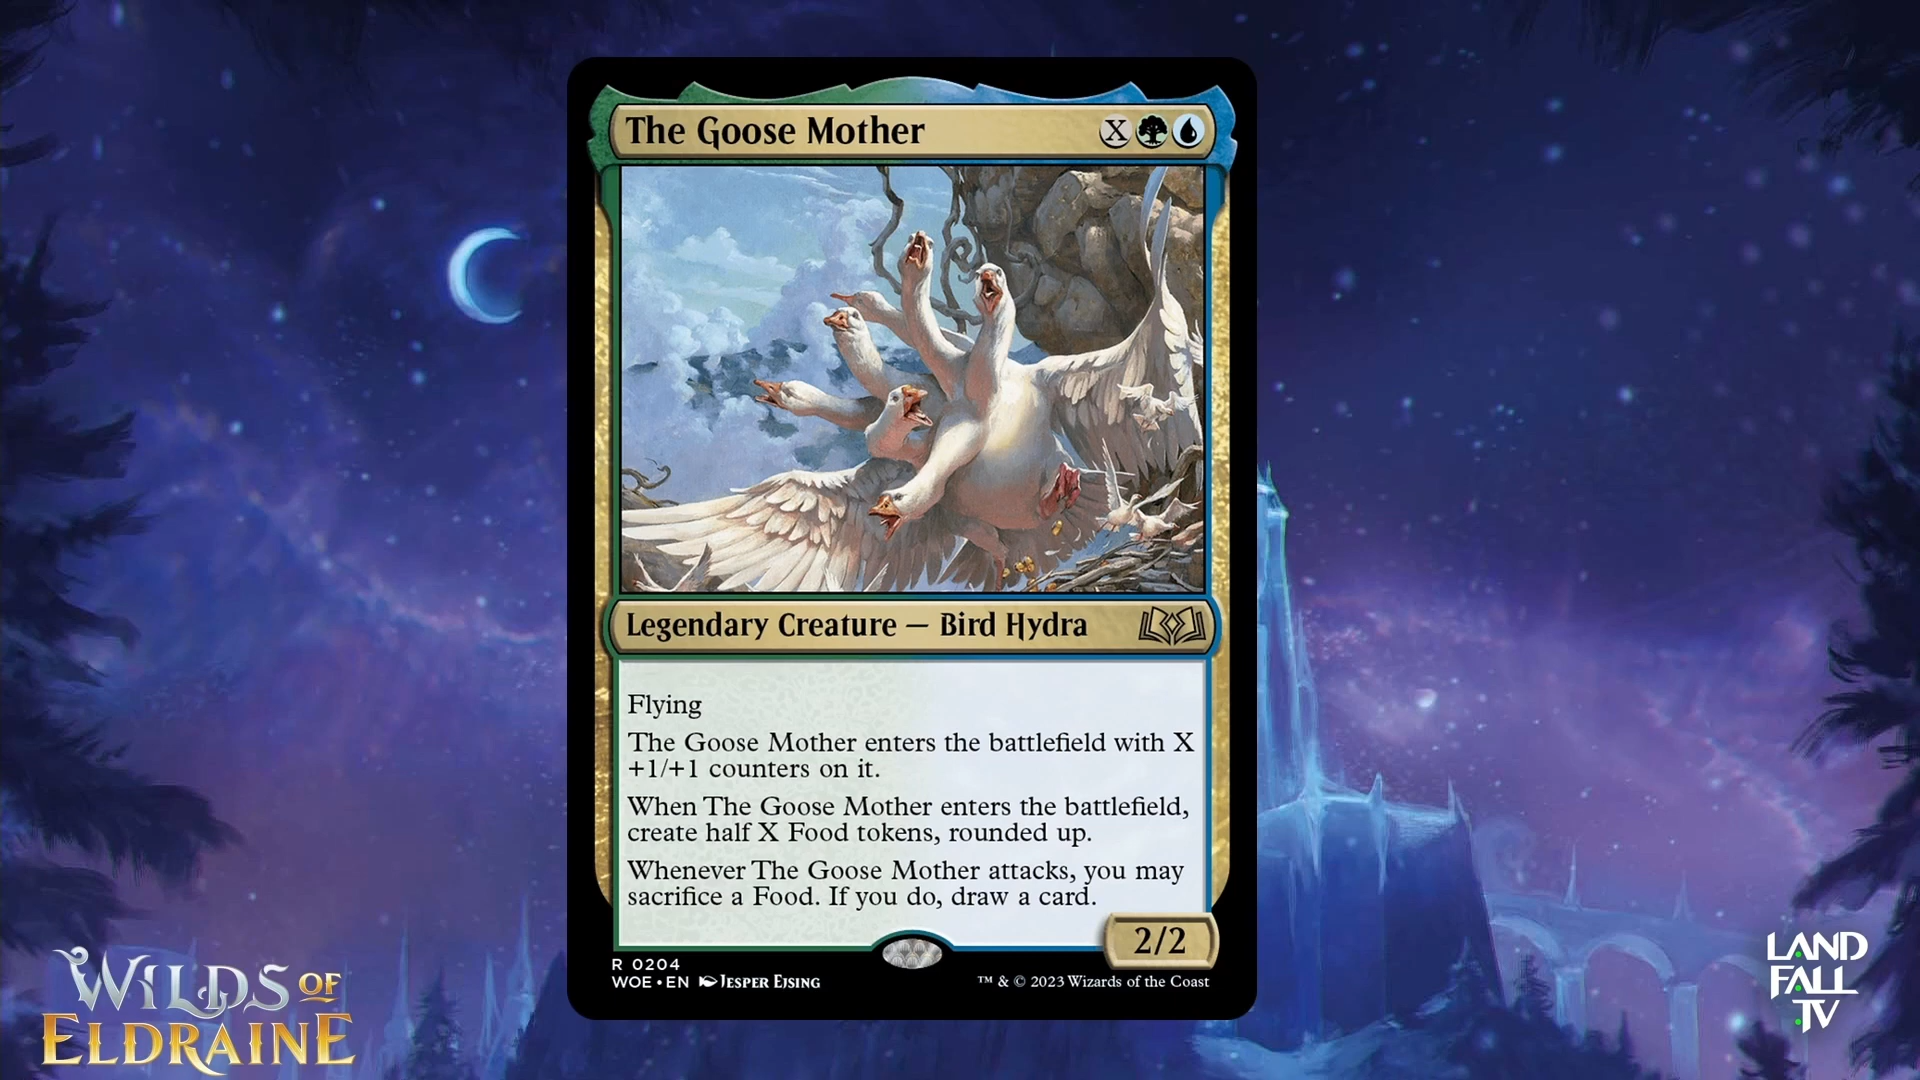 The Goose Mother
X
Legendary Creature — Bird Hydra
Flying
The Goose Mother enters the battlefield with X
+1/+1 counters on it.
When The Goose Mother enters the battlefield,
create half X Food tokens, rounded up.
Whenever The Goose Mother attacks, you may
sacrifice a Food. If you do, draw a card.
2/2
R 0204
WOE • EN JESPER EJSING
™ & © 2023 Wizards of the Coast
WILDS OF
ELDRAINE
LAND
FALL
TV